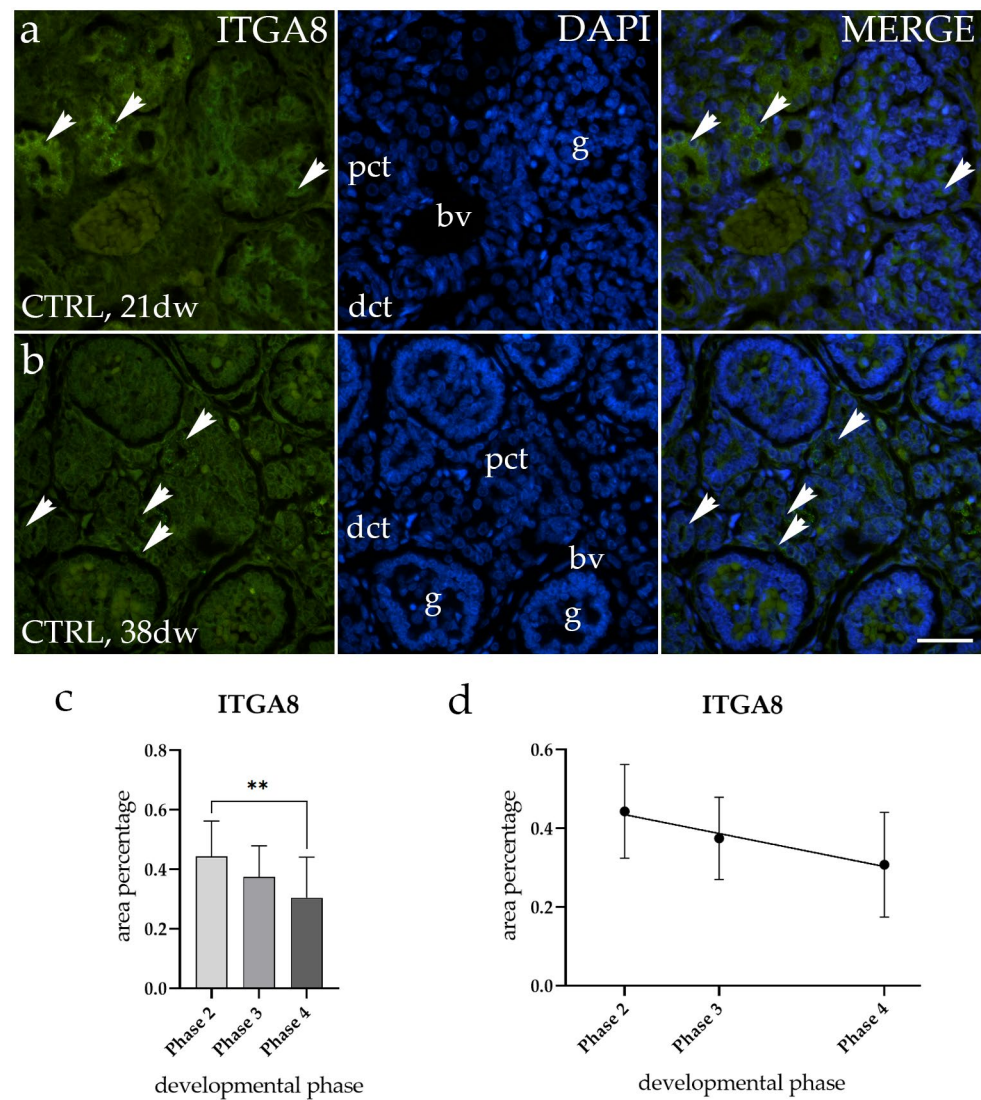 a ITGA8 DAPI MERGE
g
pct
bv
dct
CTRL, 21dw
b
pct
dct
bv
g
g
CTRL, 38dw
c
ITGA8
0.8
0.6
0.4
0.2
0.0
area percentage
**
Phase 2
Phase 3
Phase 4
developmental phase
d
ITGA8
0.6
0.4
0.2
0.0
area percentage
Phase 2
Phase 3
Phase 4
developmental phase